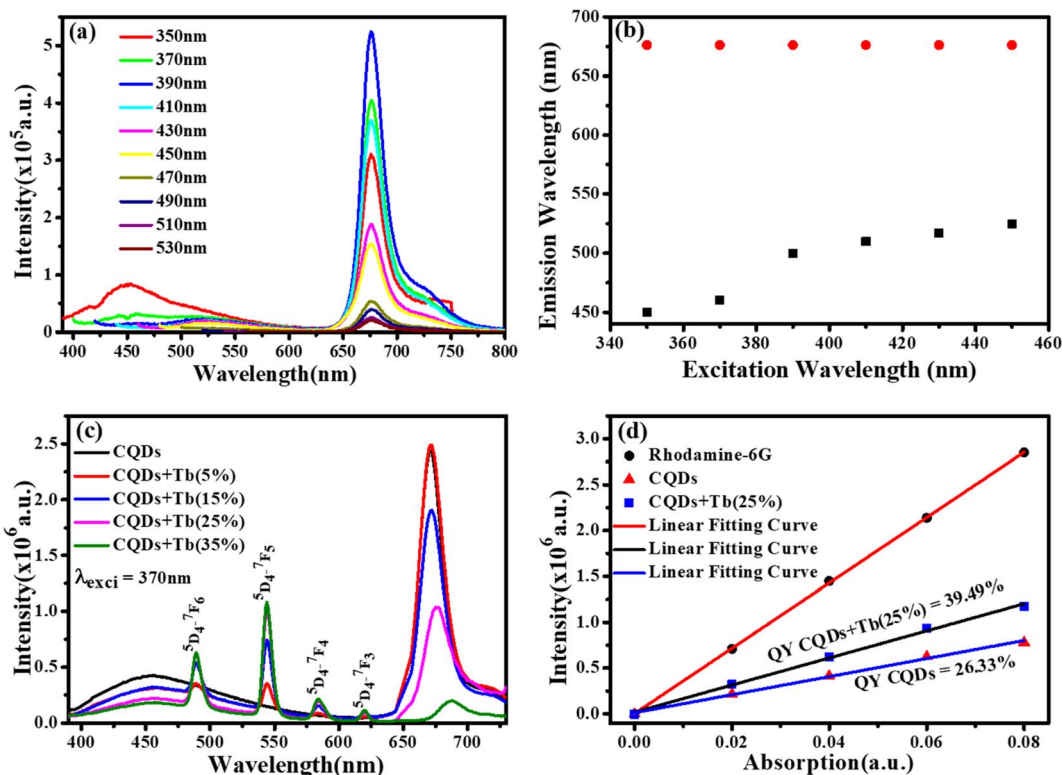 (a)
350nm
370nm
390nm
410nm
430nm
450nm
470nm
490nm
510nm
530nm
Intensity(x10⁵a.u.)
5
4
3
2
1
0
400 450 500 550 600 650 700 750 800
Wavelength(nm)
(b)
Emission Wavelength (nm)
700
675
650
625
600
575
550
525
500
475
450
340 360 380 400 420 440 460
Excitation Wavelength (nm)
(c)
CQDs
CQDs+Tb(5%)
CQDs+Tb(15%)
CQDs+Tb(25%)
CQDs+Tb(35%)
λexci = 370nm
⁵D₄-⁷F₆
⁵D₄-⁷F₅
⁵D₄-⁷F₄
⁵D₄-⁷F₃
Intensity(x10⁶ a.u.)
2.5
2.0
1.5
1.0
0.5
0.0
400 450 500 550 600 650 700
Wavelength(nm)
(d)
Rhodamine-6G
CQDs
CQDs+Tb(25%)
Linear Fitting Curve
Linear Fitting Curve
Linear Fitting Curve
QY CQDs+Tb(25%) = 39.49%
QY CQDs = 26.33%
Intensity(x10⁶ a.u.)
3.0
2.5
2.0
1.5
1.0
0.5
0.0
0.00 0.02 0.04 0.06 0.08
Absorption(a.u.)